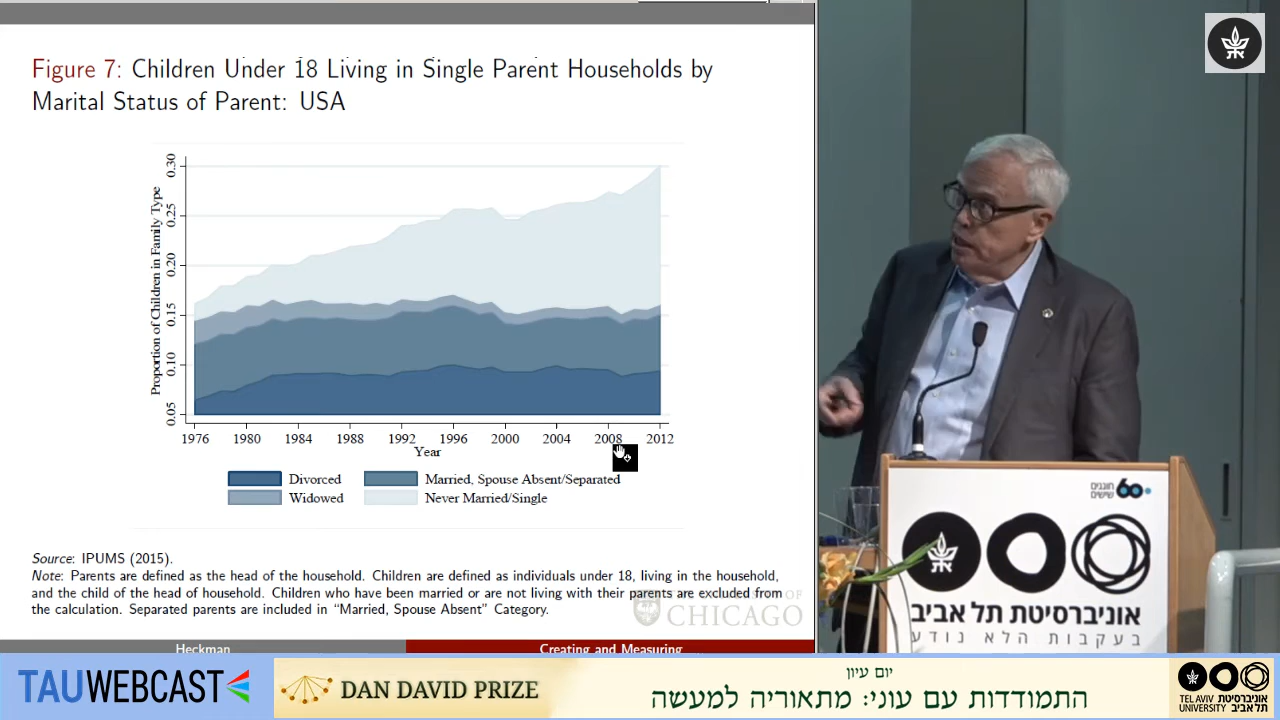 Figure 7: Children Under 18 Living in Single Parent Households by
Marital Status of Parent: USA
Proportion of Children in Family Type
0.30
0.25
0.20
0.15
0.10
0.05
1976 1980 1984 1988 1992 1996 2000 2004 2008 2012
Year
Divorced
Married, Spouse Absent/Separated
Widowed
Never Married/Single
Source: IPUMS (2015).
Note: Parents are defined as the head of the household. Children are defined as individuals under 18, living in the household,
and the child of the head of household. Children who have been married or are not living with their parents are excluded from
the calculation. Separated parents are included in "Married, Spouse Absent" Category.
CHICAGO
Heckman
Creating and Measuring
חוגגים
שישים
60
אוניברסיטת תל אביב
בעקבות הלא נודע
TAUWEBCAST
DAN DAVID PRIZE
יום עיון
התמודדות עם עוני: מתאוריה למעשה
TEL AVIV UNIVERSITY
אוניברסיטת תל אביב